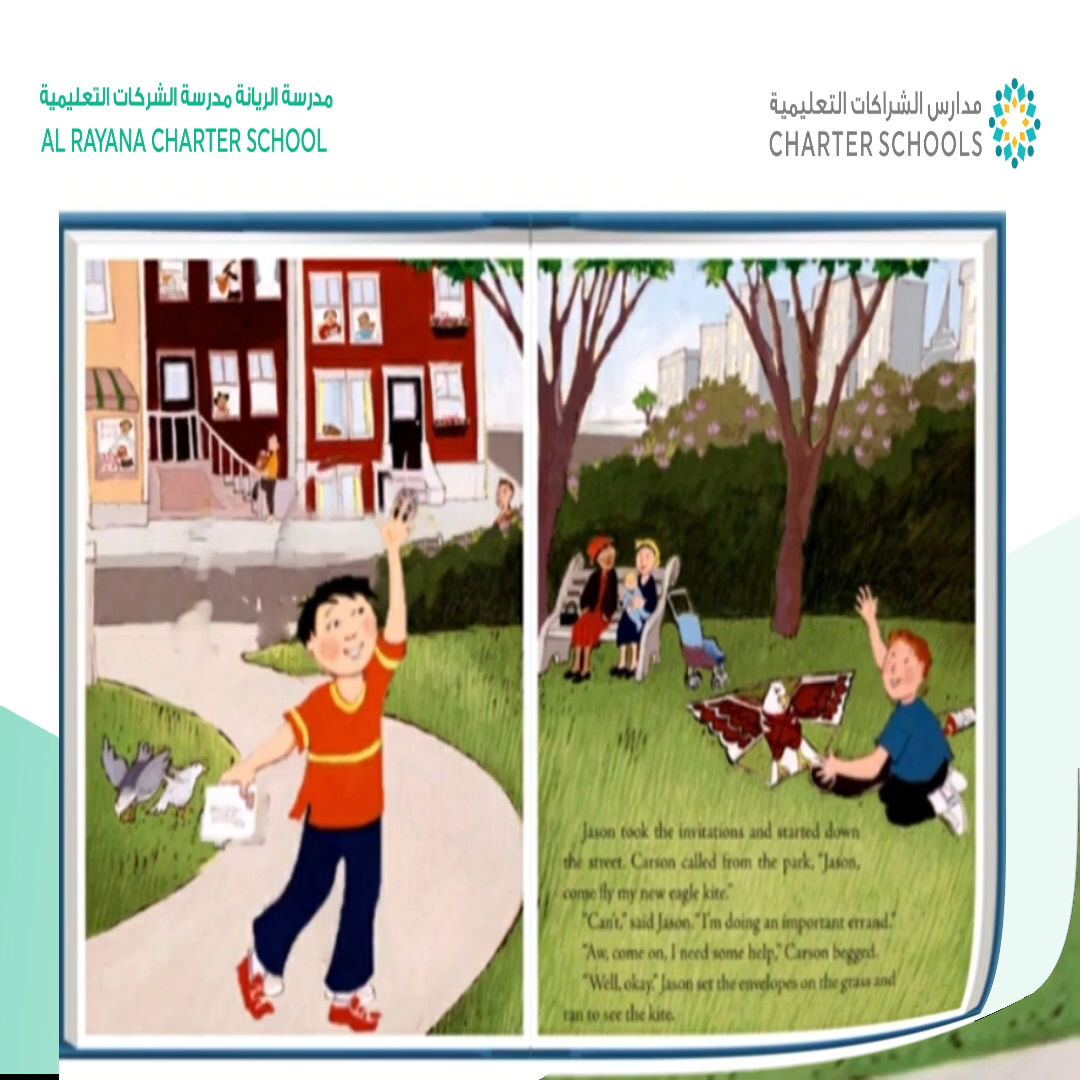 مدرسة الريانة مدرسة الشركات التعليمية
AL RAYANA CHARTER SCHOOL
مدارس الشراكات التعليمية
CHARTER SCHOOLS
Jason took the invitations and started down
the street. Carson called from the park, "Jason,
come fly my new eagle kite."
"Can't," said Jason. "I'm doing an important errand."
"Aw, come on, I need some help," Carson begged.
"Well, okay." Jason set the envelopes on the grass and
ran to see the kite.